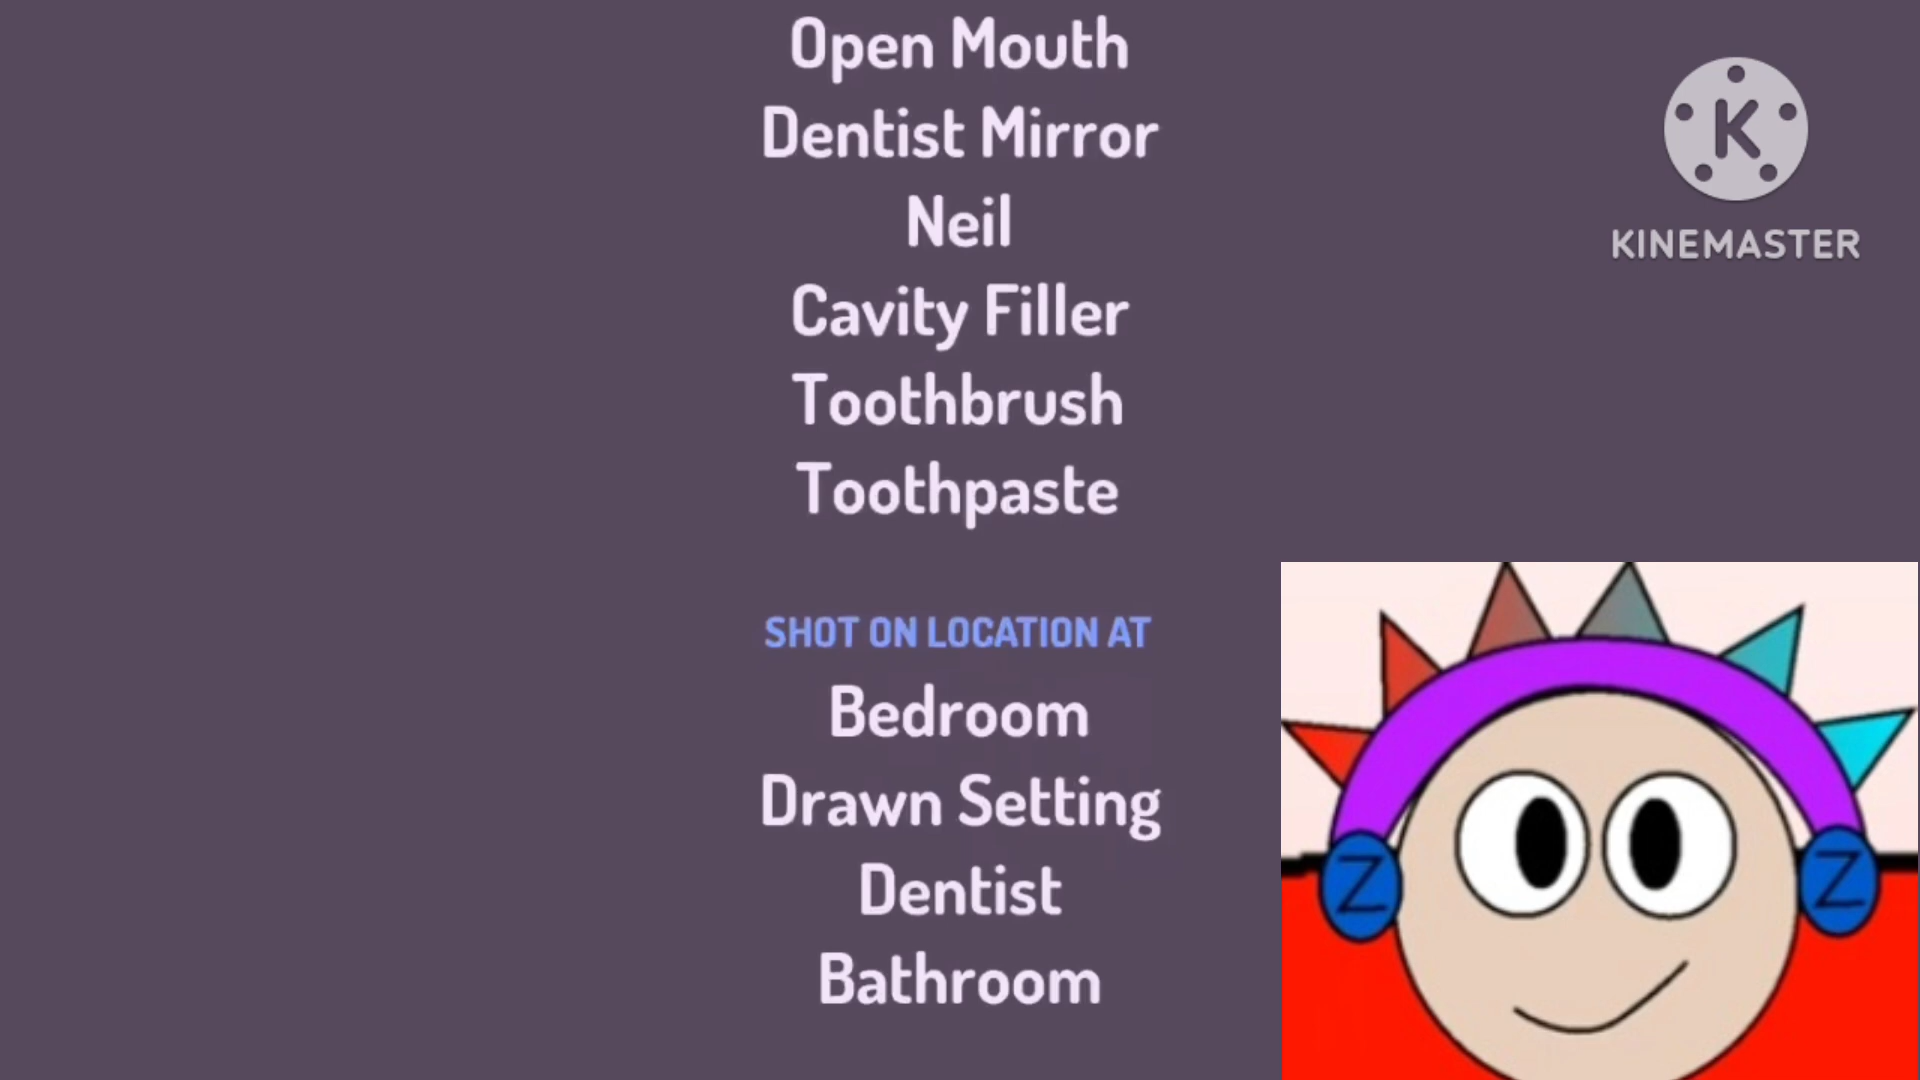 Open Mouth
Dentist Mirror
Neil
Cavity Filler
Toothbrush
Toothpaste
SHOT ON LOCATION AT
Bedroom
Drawn Setting
Dentist
Bathroom
K
KINEMASTER
Z
Z